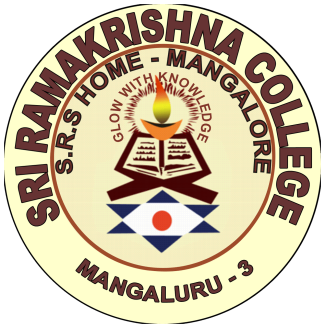 SRI RAMAKRISHNA COLLEGE
S.R.S HOME - MANGALORE
GLOW WITH KNOWLEDGE
MANGALURU - 3